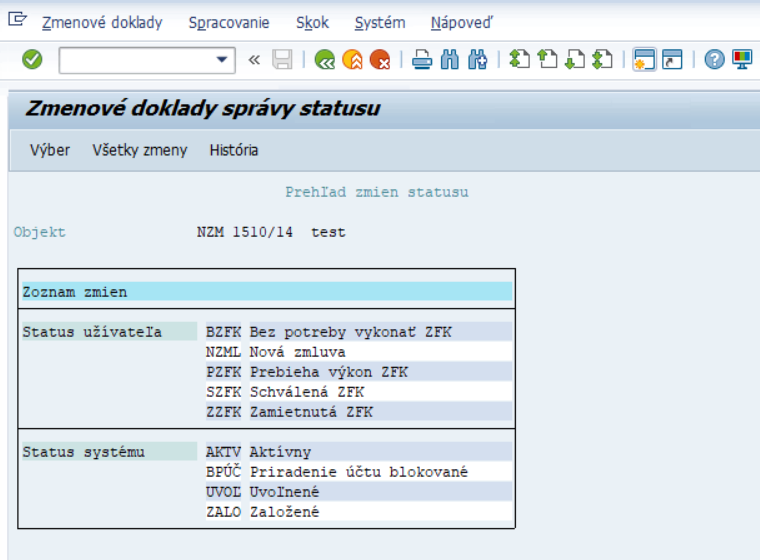 Zmenové doklady Spracovanie Skok Systém Nápoveď
Zmenové doklady správy statusu
Výber Všetky zmeny História
Prehľad zmien statusu
Objekt NZM 1510/14 test
Zoznam zmien
Status užívateľa BZFK Bez potreby vykonať ZFK
NZML Nová zmluva
PZFK Prebieha výkon ZFK
SZFK Schválená ZFK
ZZFK Zamietnutá ZFK
Status systému AKTV Aktívny
BPÚČ Priradenie účtu blokované
UVOĽ Uvoľnené
ZALO Založené